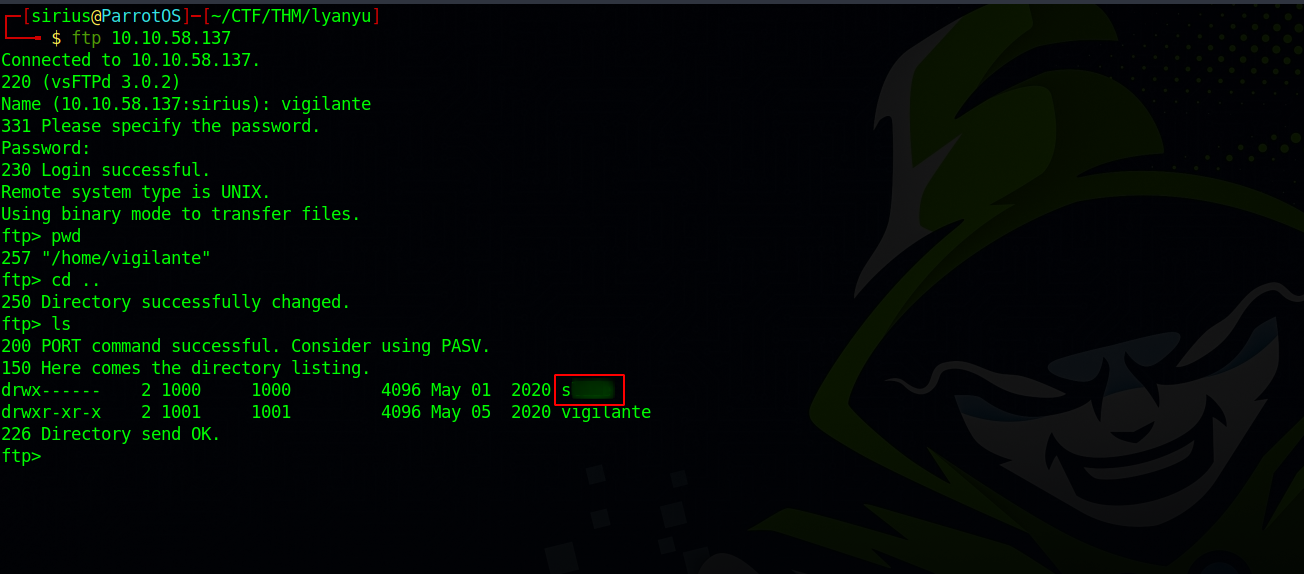 ┌─[sirius@ParrotOS]─[~/CTF/THM/lyanyu]
└──╼ $ ftp 10.10.58.137
Connected to 10.10.58.137.
220 (vsFTPd 3.0.2)
Name (10.10.58.137:sirius): vigilante
331 Please specify the password.
Password:
230 Login successful.
Remote system type is UNIX.
Using binary mode to transfer files.
ftp> pwd
257 "/home/vigilante"
ftp> cd ..
250 Directory successfully changed.
ftp> ls
200 PORT command successful. Consider using PASV.
150 Here comes the directory listing.
drwx------    2 1000     1000         4096 May 01  2020
drwxr-xr-x    2 1001     1001         4096 May 05  2020 vigilante
226 Directory send OK.
ftp>